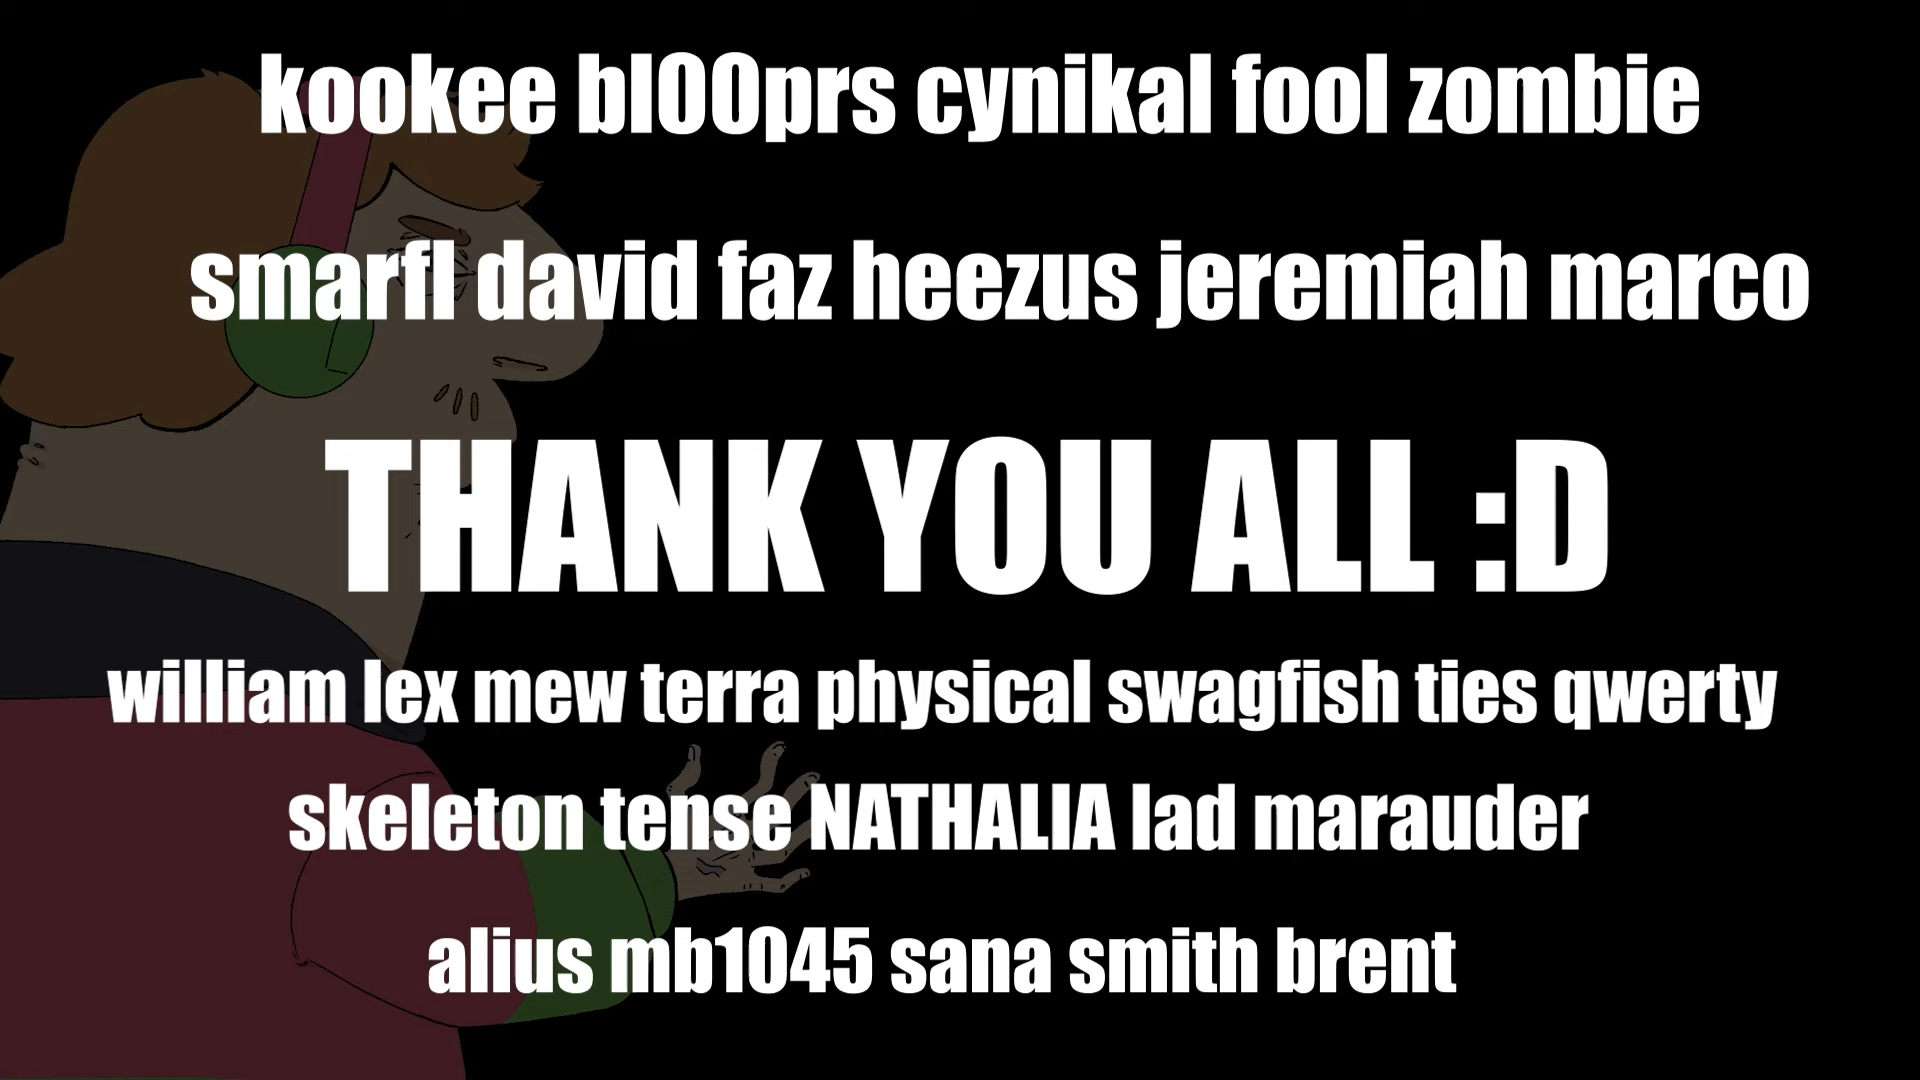 kookee bl00prs cynikal fool zombie
smarfl david faz heezus jeremiah marco
THANK YOU ALL :D
william lex mew terra physical swagfish ties qwerty
skeleton tense NATHALIA lad marauder
alius mb1045 sana smith brent